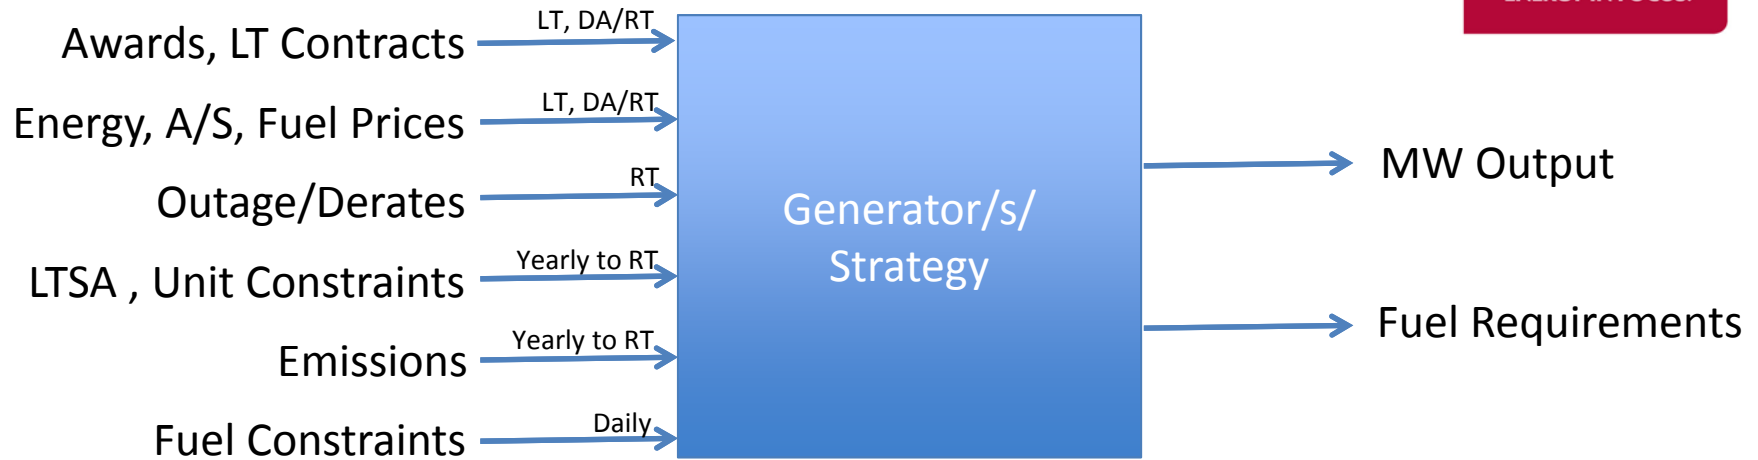 Awards, LT Contracts
LT, DA/RT
Energy, A/S, Fuel Prices
LT, DA/RT
Outage/Derates
RT
LTSA , Unit Constraints
Yearly to RT
Emissions
Yearly to RT
Fuel Constraints
Daily
Generator/s/
Strategy
MW Output
Fuel Requirements